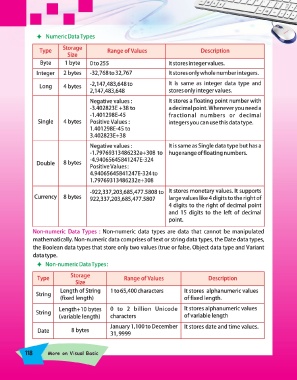 ✦ Numeric Data Types
Type Storage Size Range of Values Description
Byte 1 byte 0 to 255 It stores integer values.
Integer 2 bytes -32,768 to 32,767 It stores only whole number integers.
Long 4 bytes -2,147,483,648 to It is same as integer data type and
2,147,483,648 stores only integer values.
Single 4 bytes Negative values : It stores a floating point number with
-3.402823E +38 to a decimal point. Whenever you need a
-1.401298E-45 fractional numbers or decimal
Positive Values : integers you can use this data type.
1.401298E-45 to
3.402823E+38
Double 8 bytes Negative values : It is same as Single data type but has a
-1.79769313486232e+308 to huge range of floating numbers.
-4.94065645841247E-324
Positive Values :
4.94065645841247E-324 to
1.79769313486232e+308
Currency 8 bytes -922,337,203,685,477.5808 to It stores monetary values. It supports
922,337,203,685,477.5807 large values like 4 digits to the right of
4 digits to the right of decimal point
and 15 digits to the left of decimal
point.
Non-numeric Data Types : Non-numeric data types are data that cannot be manipulated
mathematically. Non-numeric data comprises of text or string data types, the Date data types,
the Boolean data types that store only two values (true or false, Object data type and Variant
data type.
✦ Non-numeric Data Types:
Type Storage Size Range of Values Description
String Length of String 1 to 65,400 characters It stores alphanumeric values
(fixed length) of fixed length.
String Length+10 bytes 0 to 2 billion Unicode It stores alphanumeric values
(variable length) characters of variable length
Date 8 bytes January 1,100 to December It stores date and time values.
31, 9999
118 More on Visual Basic